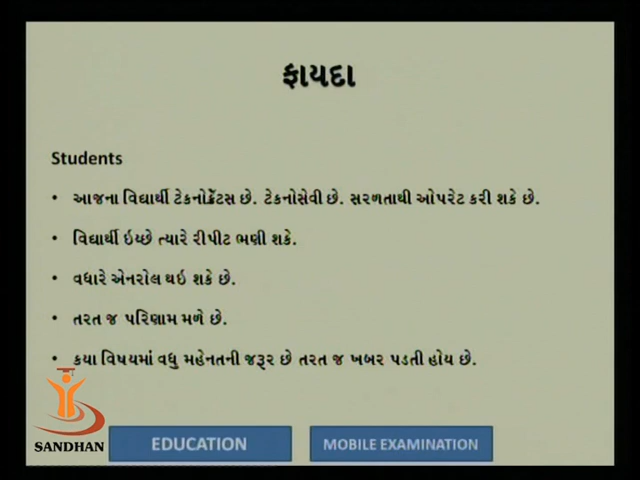 ફાયદા
Students
• આજના વિદ્યાર્થી ટેકનોક્રેટસ છે. ટેકનોસેવી છે. સરળતાથી ઓપરેટ કરી શકે છે.
• વિદ્યાર્થી ઇચ્છે ત્યારે રીપીટ ભણી શકે.
• વધારે એનરોલ થઇ શકે છે.
• તરત જ પરિણામ મળે છે.
• કયા વિષયમાં વધુ મહેનતની જરૂર છે તરત જ ખબર પડતી હોય છે.
SANDHAN
EDUCATION
MOBILE EXAMINATION